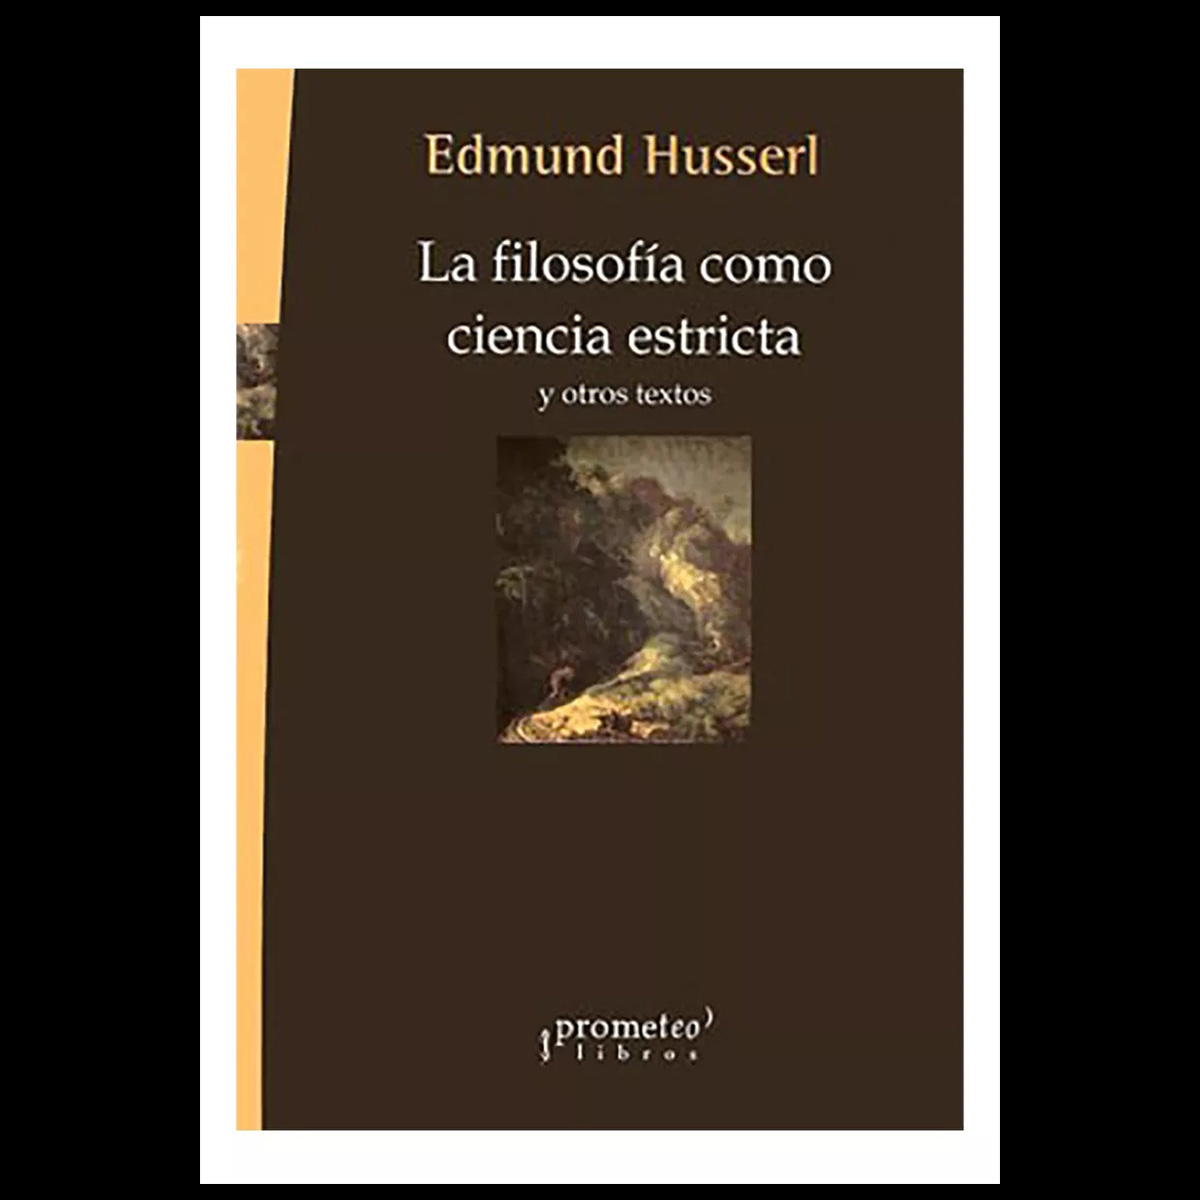 Edmund Husserl
La filosofía como
ciencia estricta
y otros textos
prometeo
libros